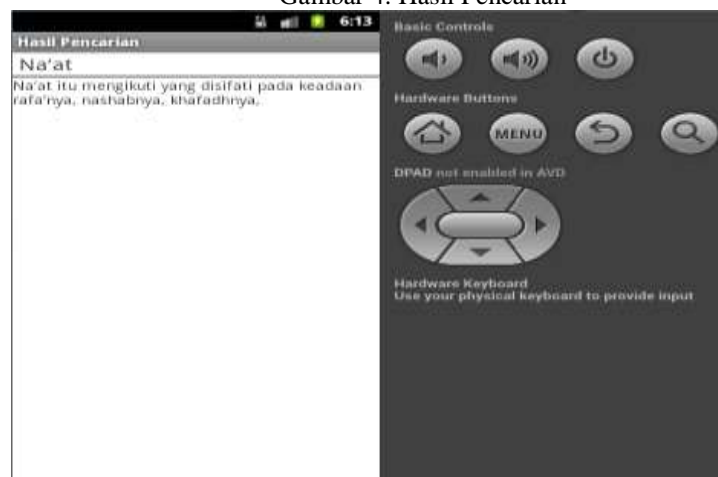 Gambar 4. Hasil Pencarian
6:13
Hasil Pencarian
Na'at
Na'at itu mengikuti yang disifati pada keadaan
rafa'nya, nashabnya, khafadhnya,
Basic Controls
Hardware Buttons
MENU
DPAD not enabled in AVD
Hardware Keyboard
Use your physical keyboard to provide input